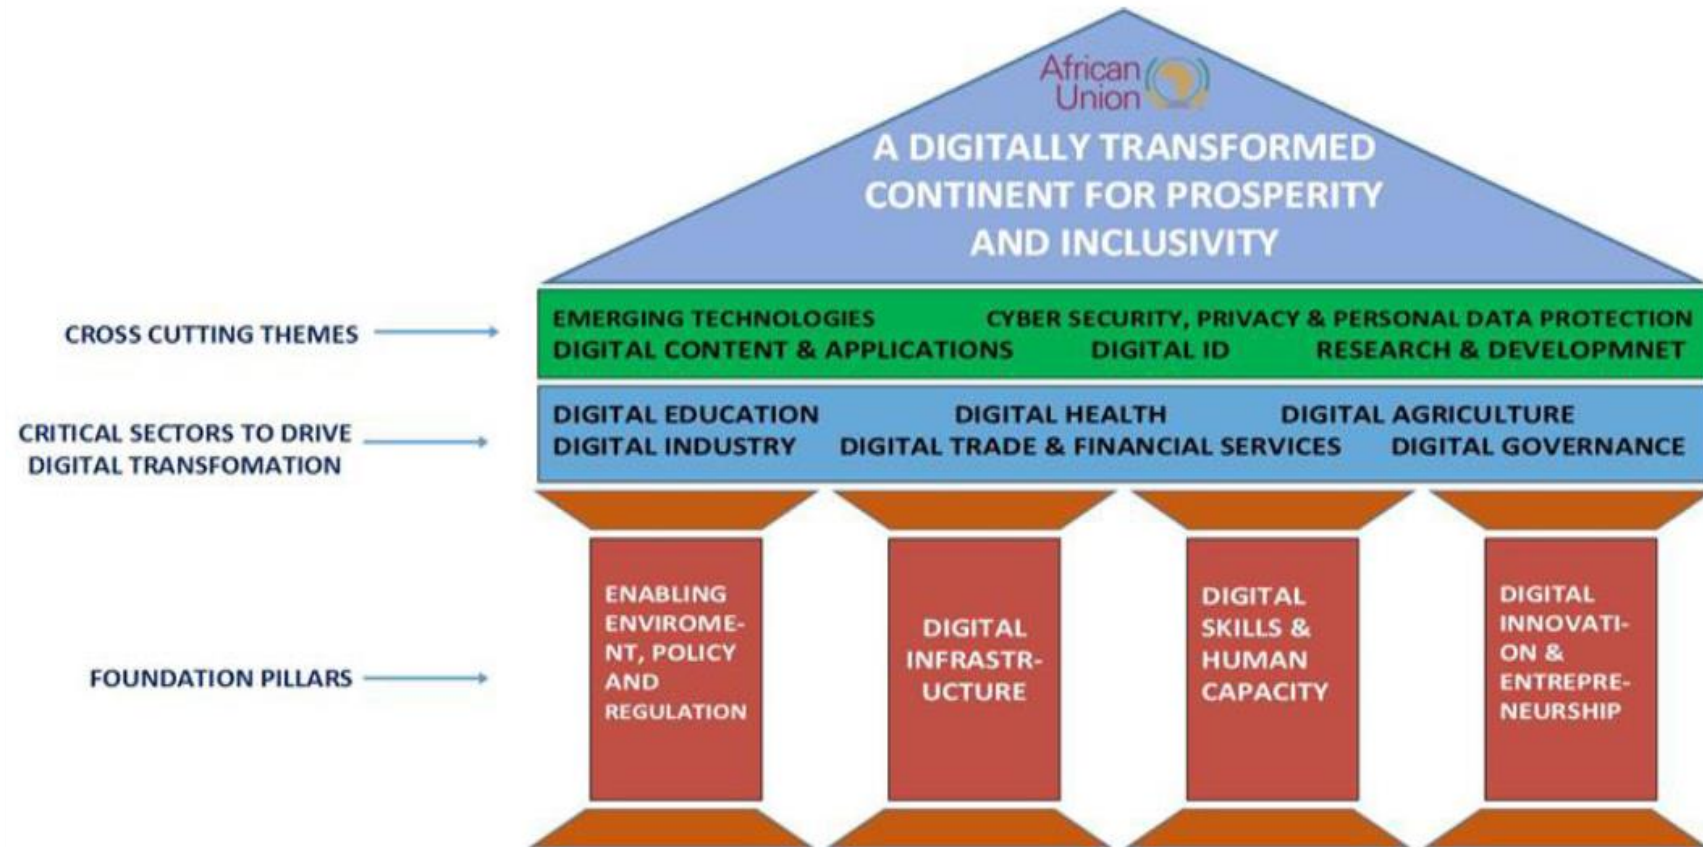 African
Union
A DIGITALLY TRANSFORMED
CONTINENT FOR PROSPERITY
AND INCLUSIVITY
CROSS CUTTING THEMES
EMERGING TECHNOLOGIES CYBER SECURITY, PRIVACY & PERSONAL DATA PROTECTION
DIGITAL CONTENT & APPLICATIONS DIGITAL ID RESEARCH & DEVELOPMNET
CRITICAL SECTORS TO DRIVE
DIGITAL TRANSFOMATION
DIGITAL EDUCATION DIGITAL HEALTH DIGITAL AGRICULTURE
DIGITAL INDUSTRY DIGITAL TRADE & FINANCIAL SERVICES DIGITAL GOVERNANCE
FOUNDATION PILLARS
ENABLING
ENVIROME-
NT, POLICY
AND
REGULATION
DIGITAL
INFRASTR-
UCTURE
DIGITAL
SKILLS &
HUMAN
CAPACITY
DIGITAL
INNOVATI-
ON &
ENTREPRE-
NEURSHIP